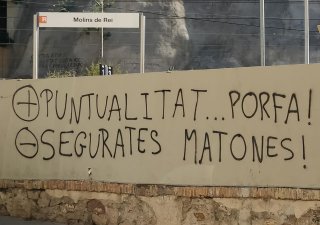 R Molins de Rei
+ PUNTUALITAT... PORFA!
- SEGURATES MATONES!